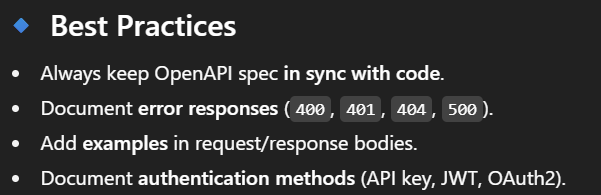 Best Practices
• Always keep OpenAPI spec in sync with code.
• Document error responses (400, 401, 404, 500).
• Add examples in request/response bodies.
• Document authentication methods (API key, JWT, OAuth2).